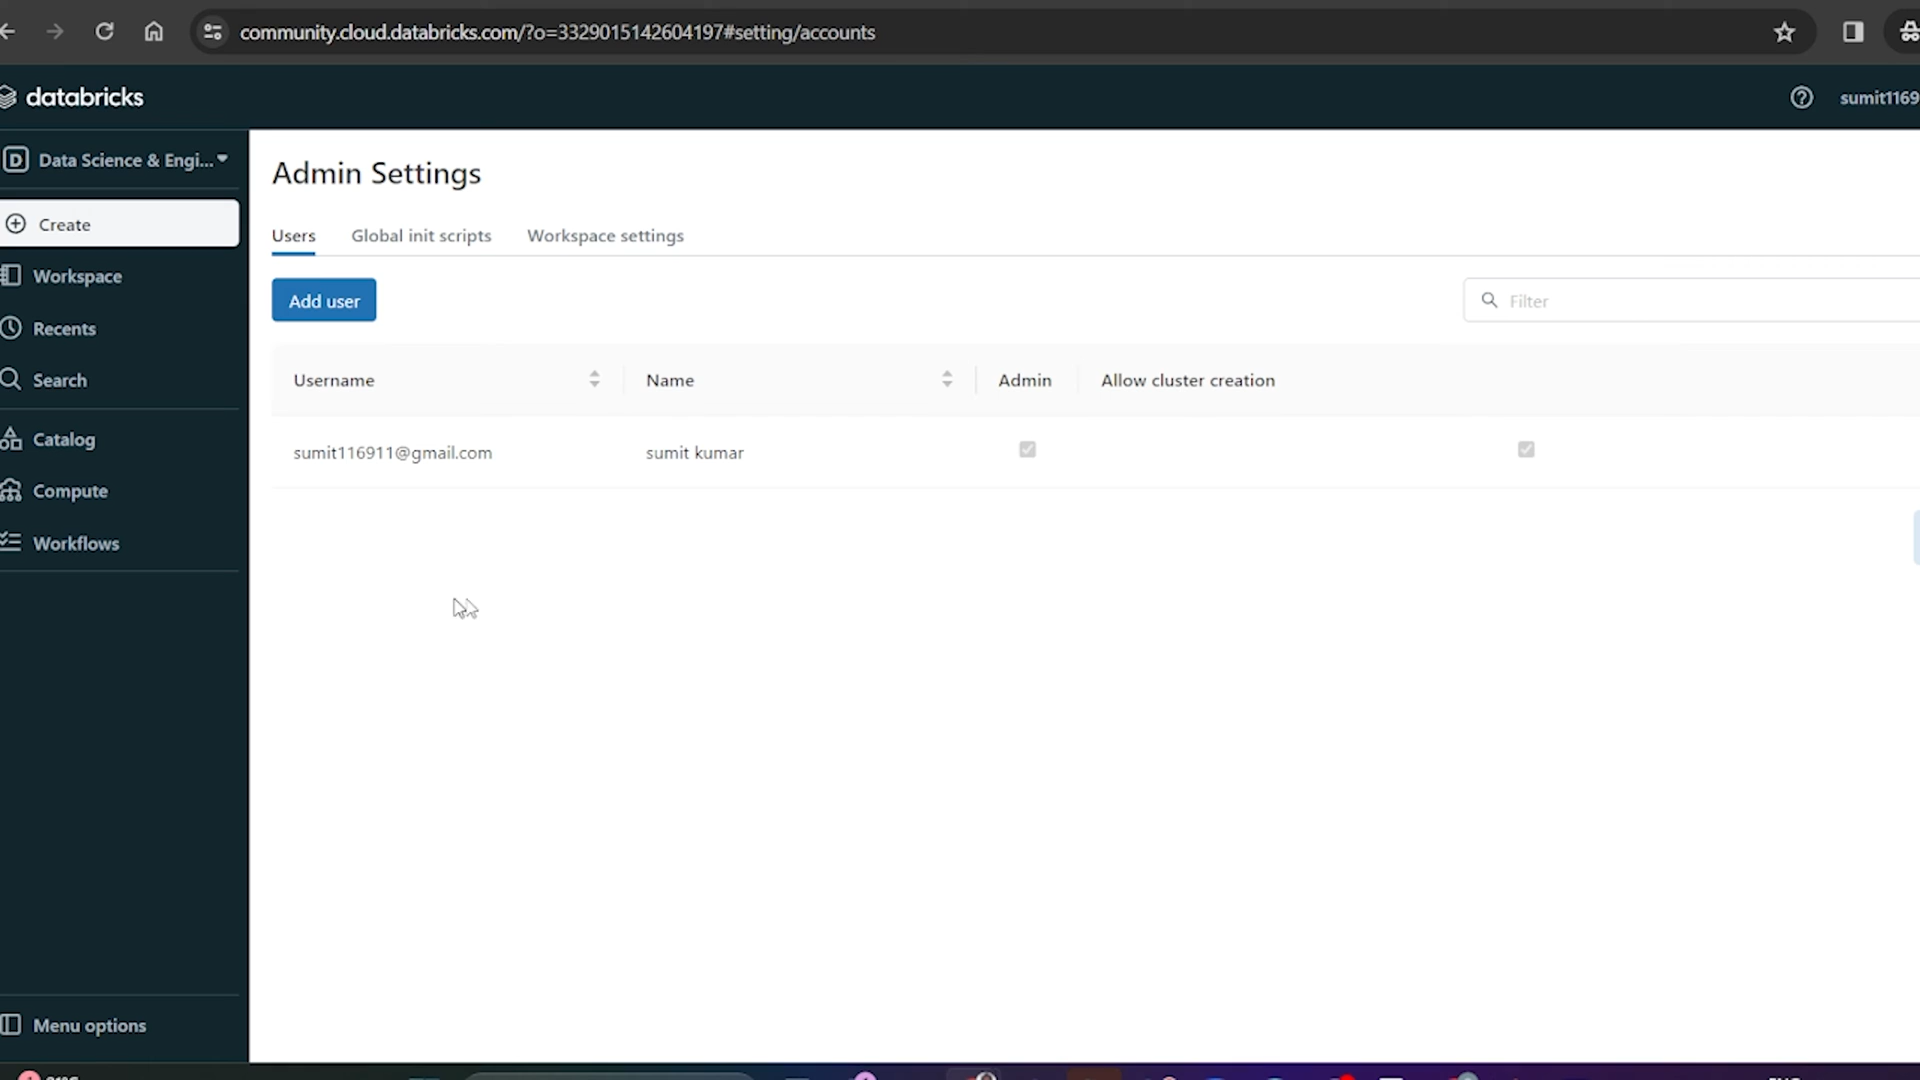 community.cloud.databricks.com/?o=3329015142604197#setting/accounts
databricks
sumit1169
Data Science & Engi...
Create
Workspace
Recents
Search
Catalog
Compute
Workflows
Menu options
Admin Settings
Users Global init scripts Workspace settings
Add user
Filter
Username Name Admin Allow cluster creation
sumit116911@gmail.com sumit kumar